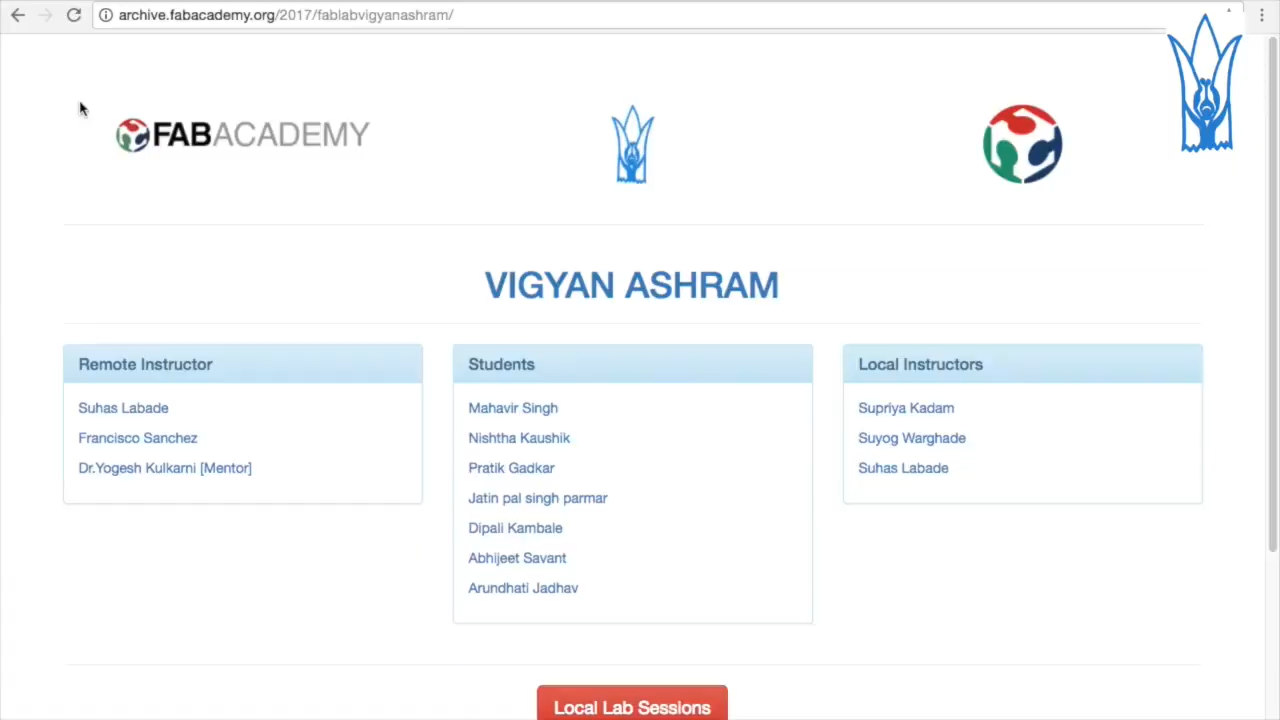 archive.fabacademy.org/2017/fablabvigyanashram/
FABACADEMY
VIGYAN ASHRAM
Remote Instructor
Suhas Labade
Francisco Sanchez
Dr.Yogesh Kulkarni [Mentor]
Students
Mahavir Singh
Nishtha Kaushik
Pratik Gadkar
Jatin pal singh parmar
Dipali Kambale
Abhijeet Savant
Arundhati Jadhav
Local Instructors
Supriya Kadam
Suyog Warghade
Suhas Labade
Local Lab Sessions